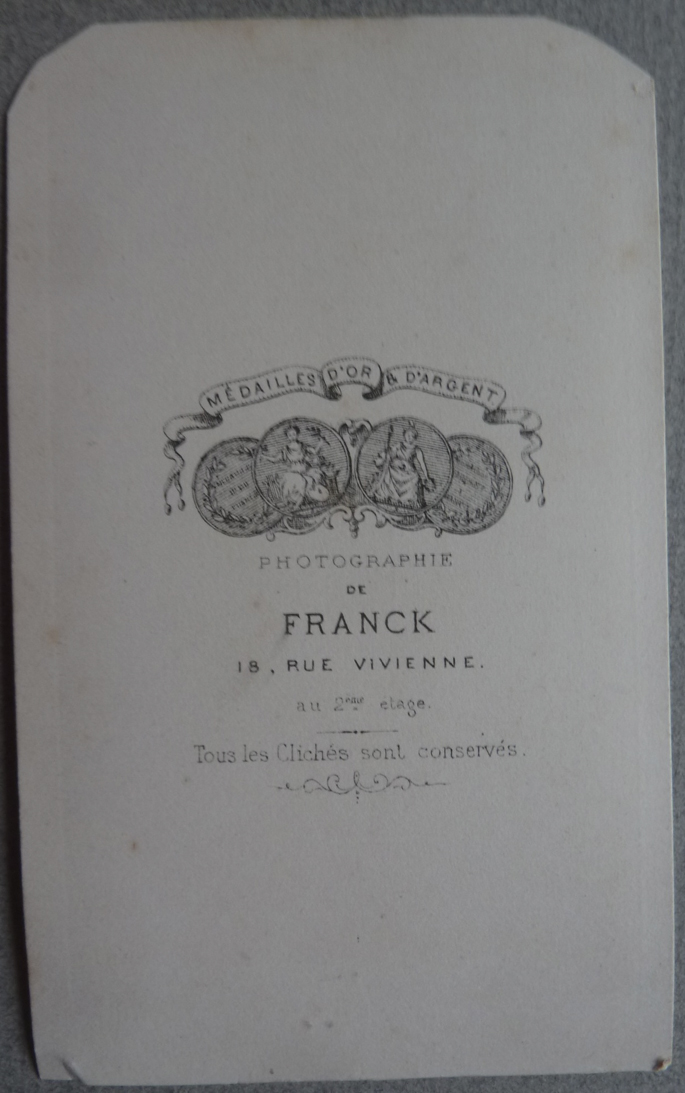 MÉDAILLES D'OR & D'ARGENT
PHOTOGRAPHIE
DE
FRANCK
18, RUE VIVIENNE.
au 2ème étage.
Tous les Clichés sont conservés.